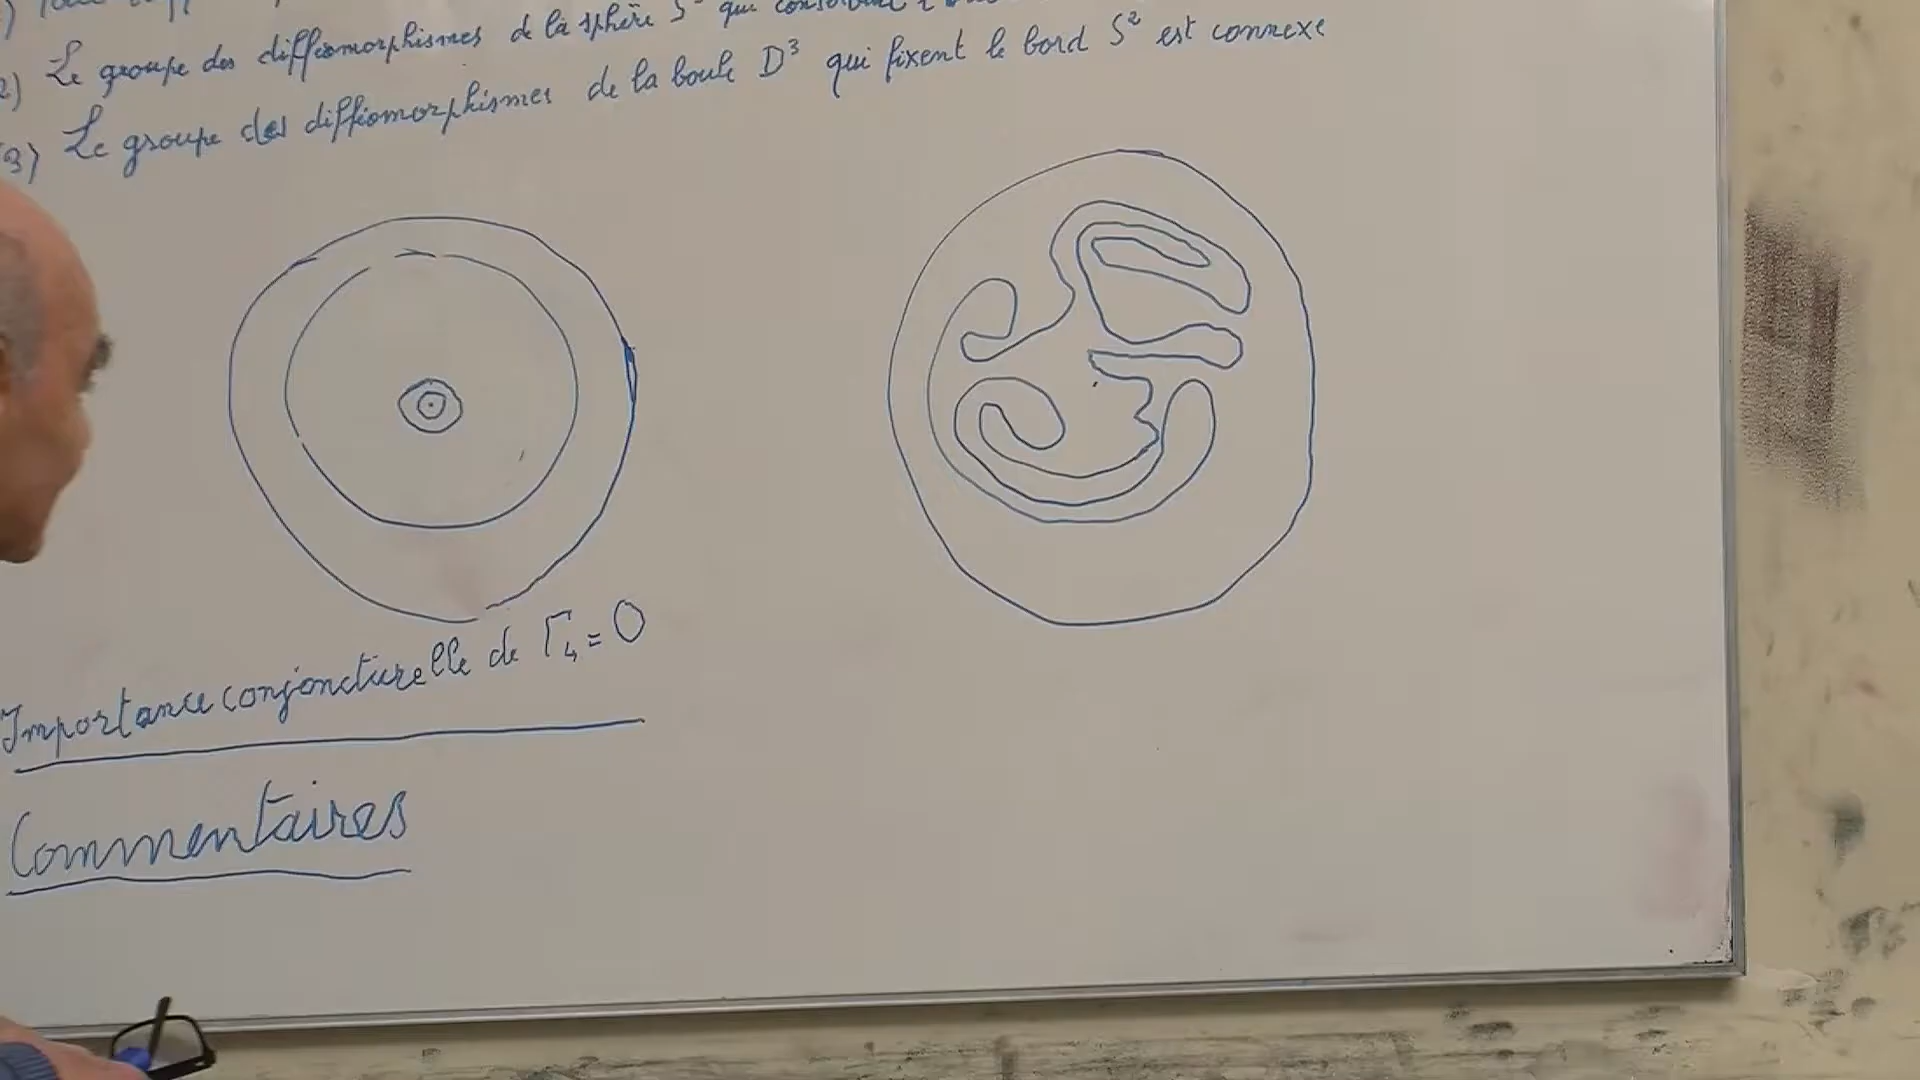 2) Le groupe des difféomorphismes de la sphère S qui
3) Le groupe des difféomorphismes de la boule D³ qui fixent le bord S² est connexe
Importance conjoncturelle de Γ₄ = 0
Commentaires